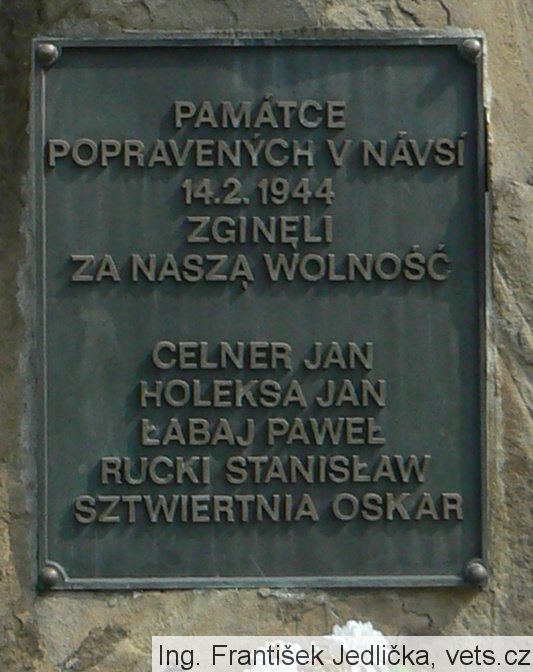 PAMÁTCE
POPRAVENÝCH V NÁVSÍ
14.2.1944
ZGINĘLI
ZA NASZĄ WOLNOŚĆ
CELNER JAN
HOLEKSA JAN
ŁABAJ PAWEŁ
RUCKI STANISŁAW
SZTWIERTNIA OSKAR
Ing. František Jedlička, vets.cz